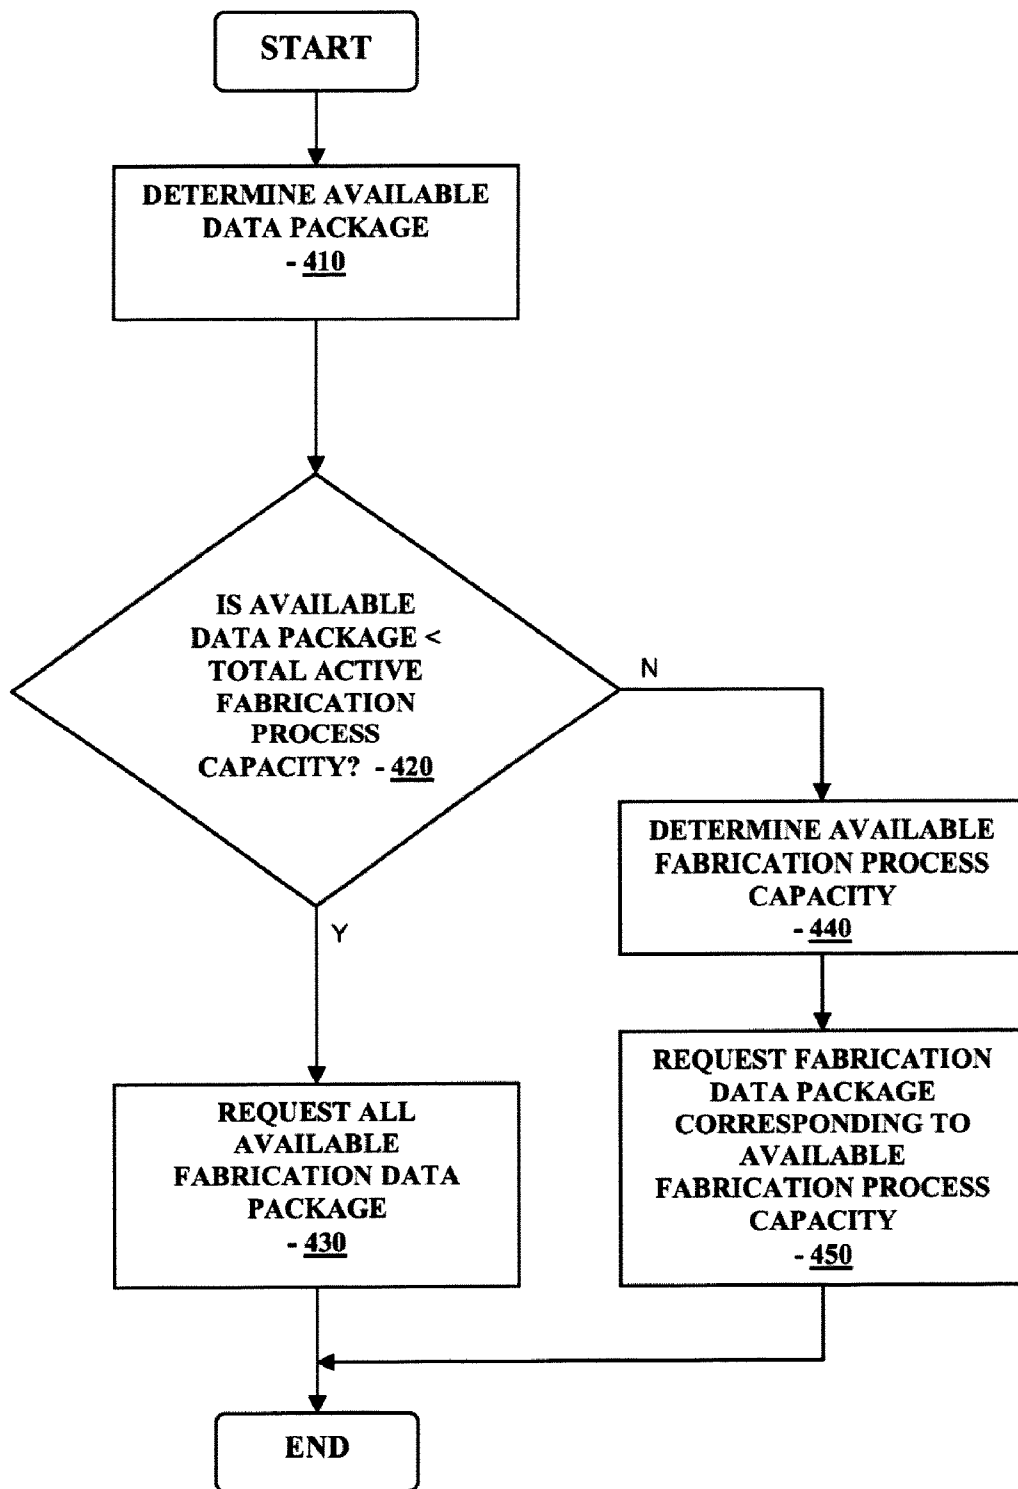 START
DETERMINE AVAILABLE
DATA PACKAGE
- 410
IS AVAILABLE
DATA PACKAGE <
TOTAL ACTIVE
FABRICATION
PROCESS
CAPACITY? - 420
N
Y
DETERMINE AVAILABLE
FABRICATION PROCESS
CAPACITY
- 440
REQUEST ALL
AVAILABLE
FABRICATION DATA
PACKAGE
- 430
REQUEST FABRICATION
DATA PACKAGE
CORRESPONDING TO
AVAILABLE
FABRICATION PROCESS
CAPACITY
- 450
END